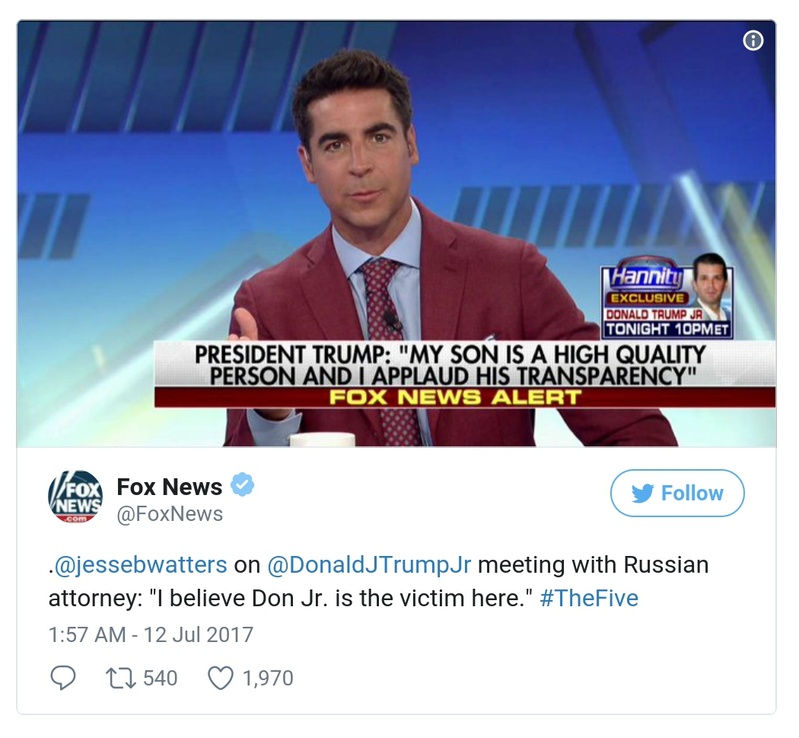 Hannity
EXCLUSIVE
DONALD TRUMP JR
TONIGHT 10PM ET
PRESIDENT TRUMP: "MY SON IS A HIGH QUALITY
PERSON AND I APPLAUD HIS TRANSPARENCY"
FOX NEWS ALERT
FOX
NEWS
.com
Fox News
@FoxNews
Follow
.@jessebwatters on @DonaldJTrumpJr meeting with Russian
attorney: "I believe Don Jr. is the victim here." #TheFive
1:57 AM - 12 Jul 2017
540 1,970